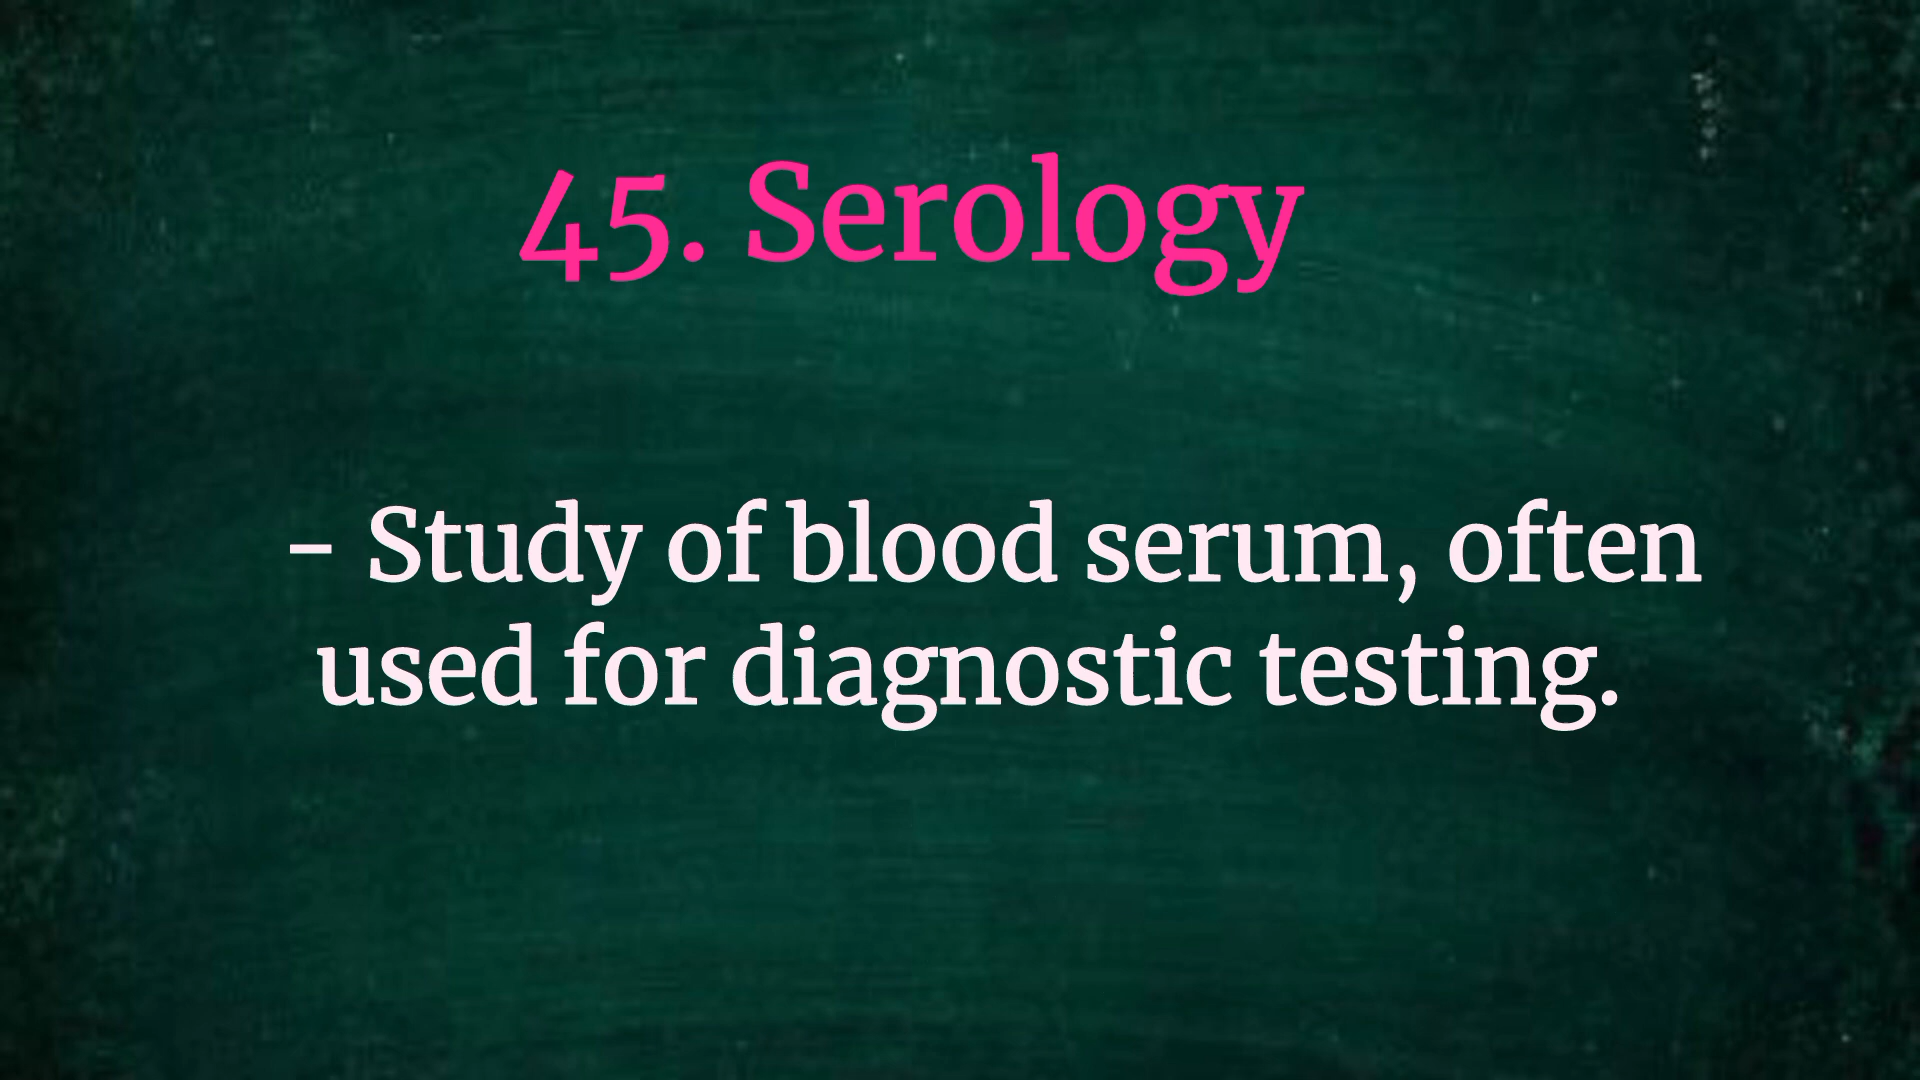 45. Serology
- Study of blood serum, often
used for diagnostic testing.